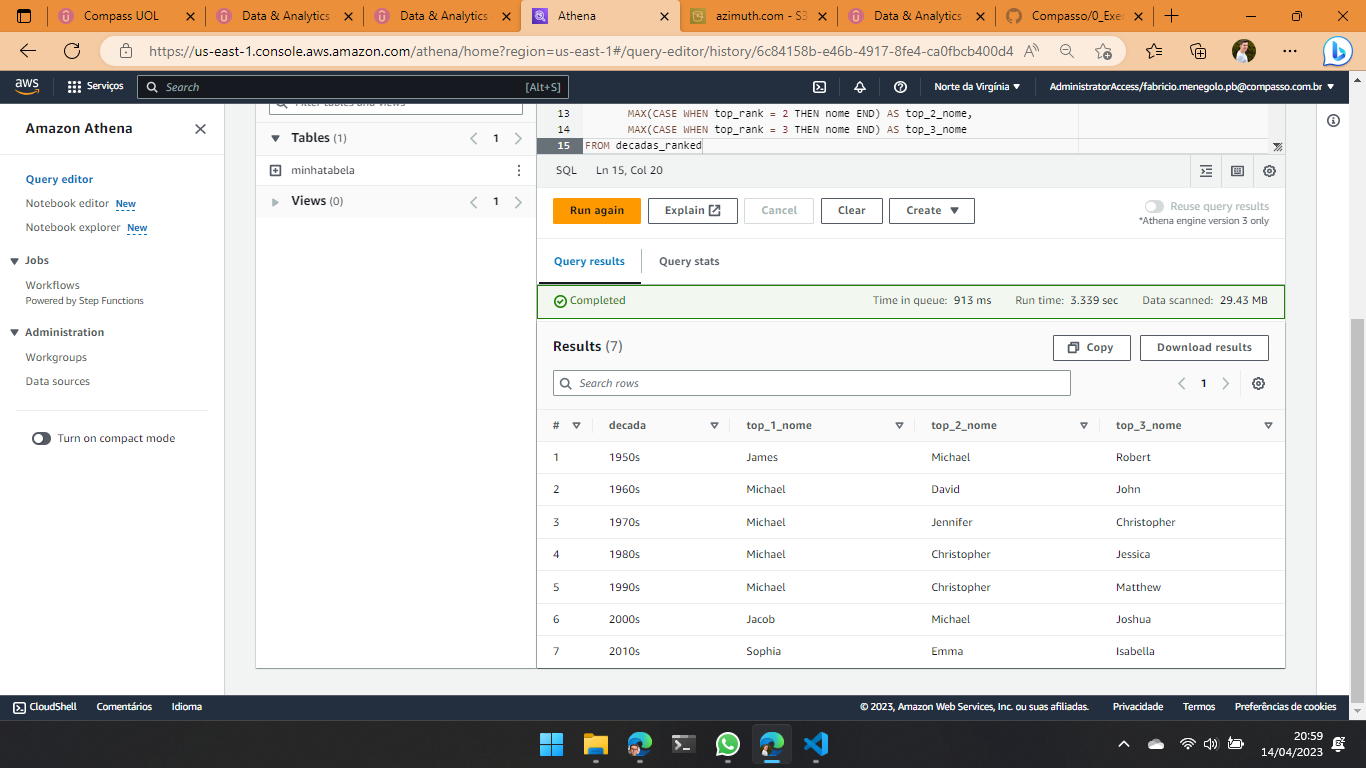 Compass UOL
Data & Analytics
Data & Analytics
Athena
azimuth.com - S3
Data & Analytics
Compasso/0_Exe
https://us-east-1.console.aws.amazon.com/athena/home?region=us-east-1#/query-editor/history/6c84158b-e46b-4917-8fe4-ca0fbcb400d4
aws
Serviços
Search
[Alt+S]
Norte da Virgínia
AdministratorAccess/fabricio.menegolo.pb@compasso.com.br
Amazon Athena
Query editor
Notebook editor New
Notebook explorer New
Jobs
Workflows
Powered by Step Functions
Administration
Workgroups
Data sources
Turn on compact mode
Filter tables and views
Tables (1)
1
minhatabela
Views (0)
1
13 MAX(CASE WHEN top_rank = 2 THEN nome END) AS top_2_nome,
14 MAX(CASE WHEN top_rank = 3 THEN nome END) AS top_3_nome
15 FROM decadas_ranked
SQL Ln 15, Col 20
Run again
Explain
Cancel
Clear
Create
Reuse query results
*Athena engine version 3 only
Query results
Query stats
Completed
Time in queue: 913 ms
Run time: 3.339 sec
Data scanned: 29.43 MB
Results (7)
Copy
Download results
Search rows
1
# decada top_1_nome top_2_nome top_3_nome
1 1950s James Michael Robert
2 1960s Michael David John
3 1970s Michael Jennifer Christopher
4 1980s Michael Christopher Jessica
5 1990s Michael Christopher Matthew
6 2000s Jacob Michael Joshua
7 2010s Sophia Emma Isabella
CloudShell
Comentários
Idioma
© 2023, Amazon Web Services, Inc. ou suas afiliadas.
Privacidade
Termos
Preferências de cookies
20:59
14/04/2023